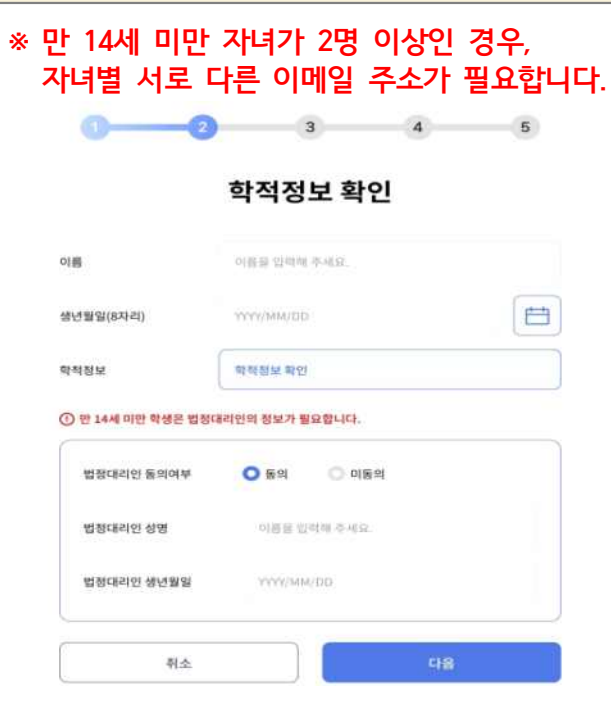 ※ 만 14세 미만 자녀가 2명 이상인 경우,
자녀별 서로 다른 이메일 주소가 필요합니다.
1 2 3 4 5
학적정보 확인
이름 이름을 입력해 주세요.
생년월일(8자리) YYYY/MM/DD
학적정보 학적정보 확인
! 만 14세 미만 학생은 법정대리인의 정보가 필요합니다.
법정대리인 동의여부 동의 미동의
법정대리인 성명 이름을 입력해 주세요.
법정대리인 생년월일 YYYY/MM/DD
취소 다음